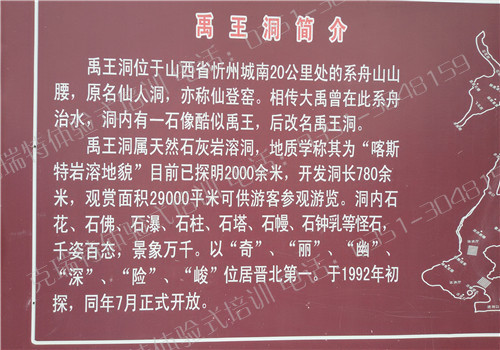 禹王洞简介
禹王洞位于山西省忻州城南20公里处的系舟山山
腰，原名仙人洞，亦称仙登窑。相传大禹曾在此系舟
治水，洞内有一石像酷似禹王，后改名禹王洞。
禹王洞属天然石灰岩溶洞，地质学称其为“喀斯
特岩溶地貌”目前已探明2000余米，开发洞长780余
米，观赏面积29000平米可供游客参观游览。洞内石
花、石佛、石瀑、石柱、石塔、石幔、石钟乳等怪石，
千姿百态，景象万千。以“奇”、“丽”、“幽”、
“深”、“险”、“峻”位居晋北第一。于1992年初
探，同年7月正式开放。